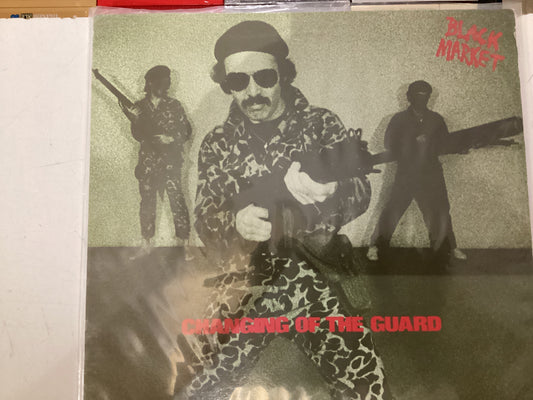 BLACK
MARKET
CHANGING OF THE GUARD